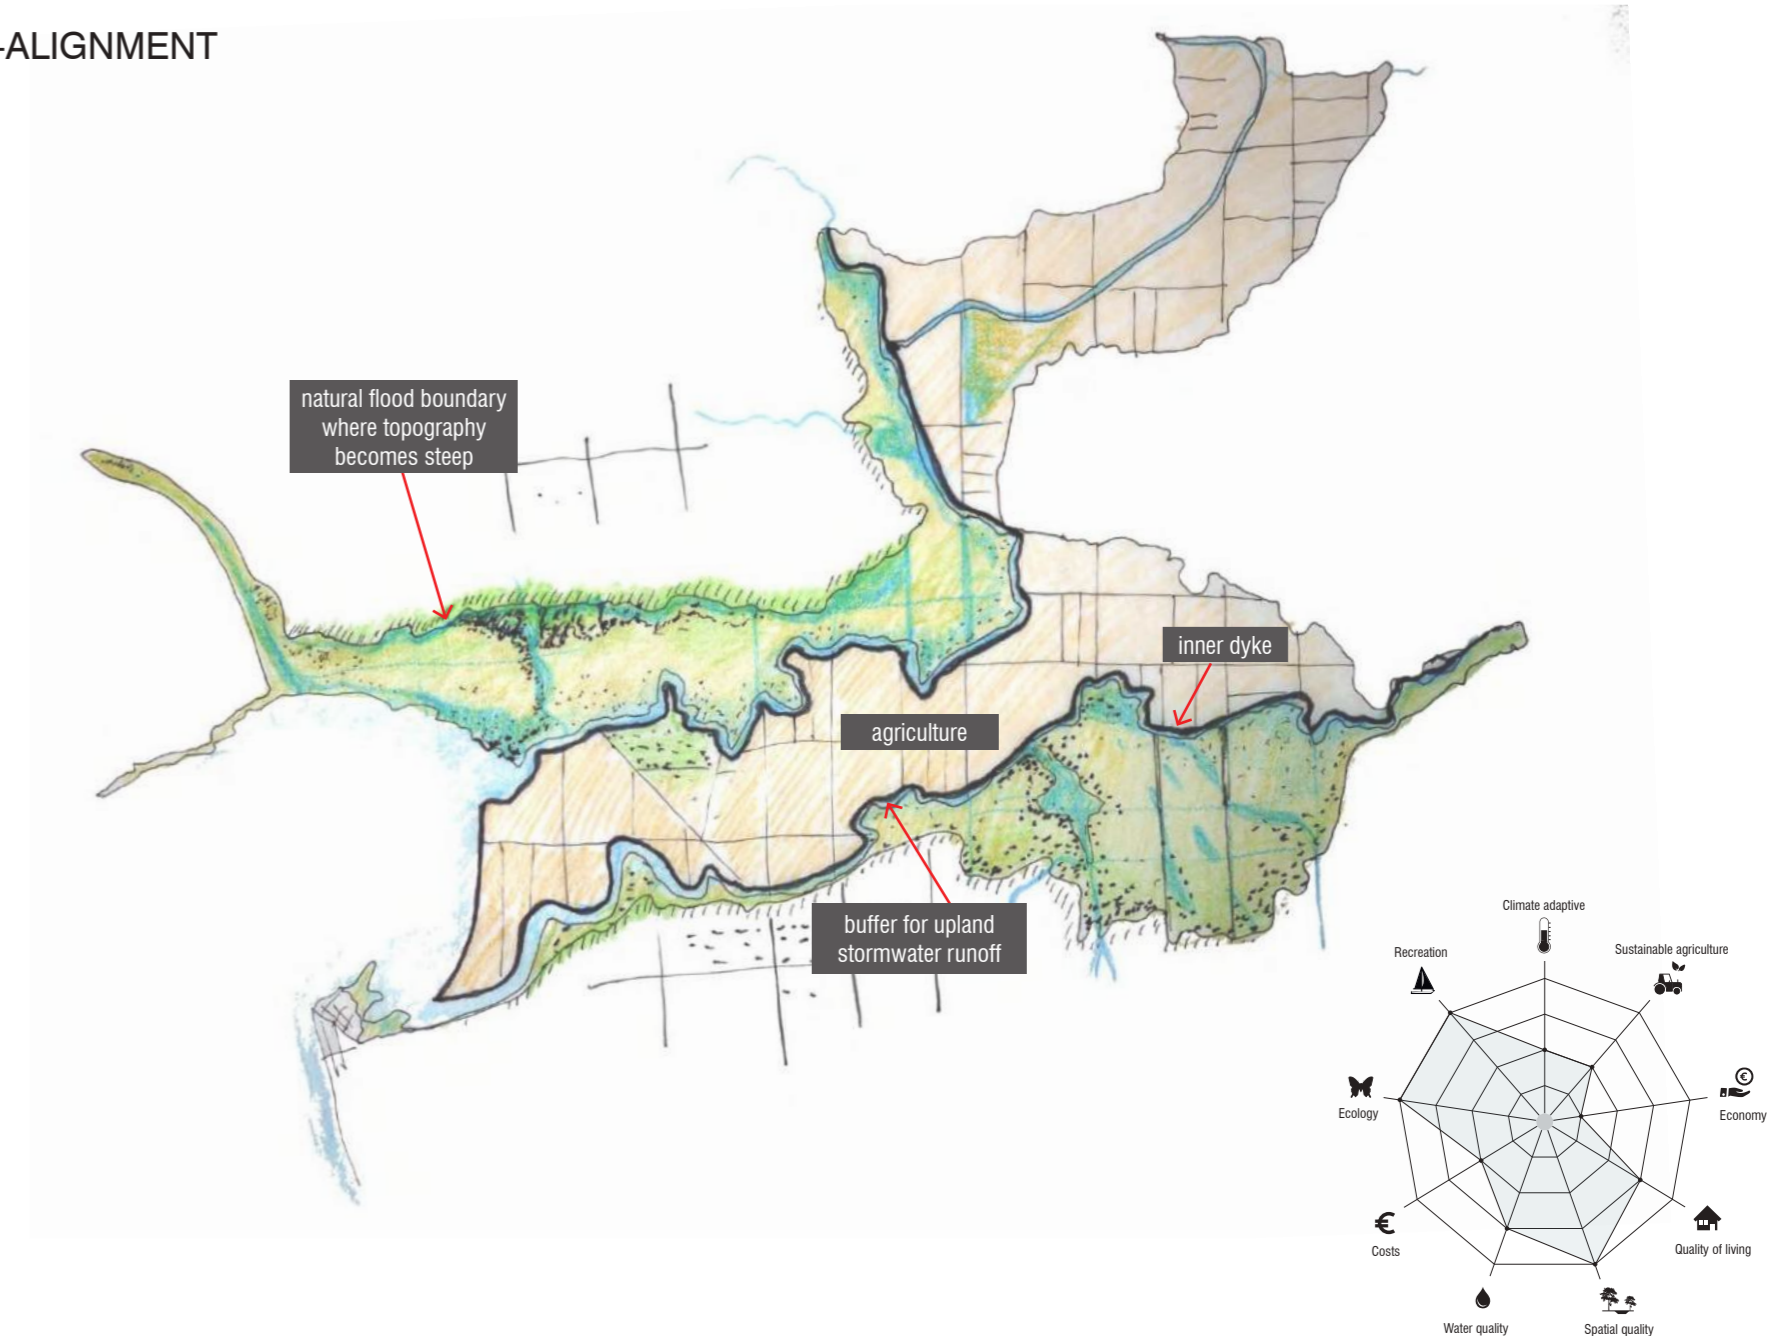 -ALIGNMENT
natural flood boundary
where topography
becomes steep
inner dyke
agriculture
buffer for upland
stormwater runoff
Climate adaptive
Recreation
Sustainable agriculture
€
Ecology
Economy
€
Costs
Quality of living
Water quality
Spatial quality